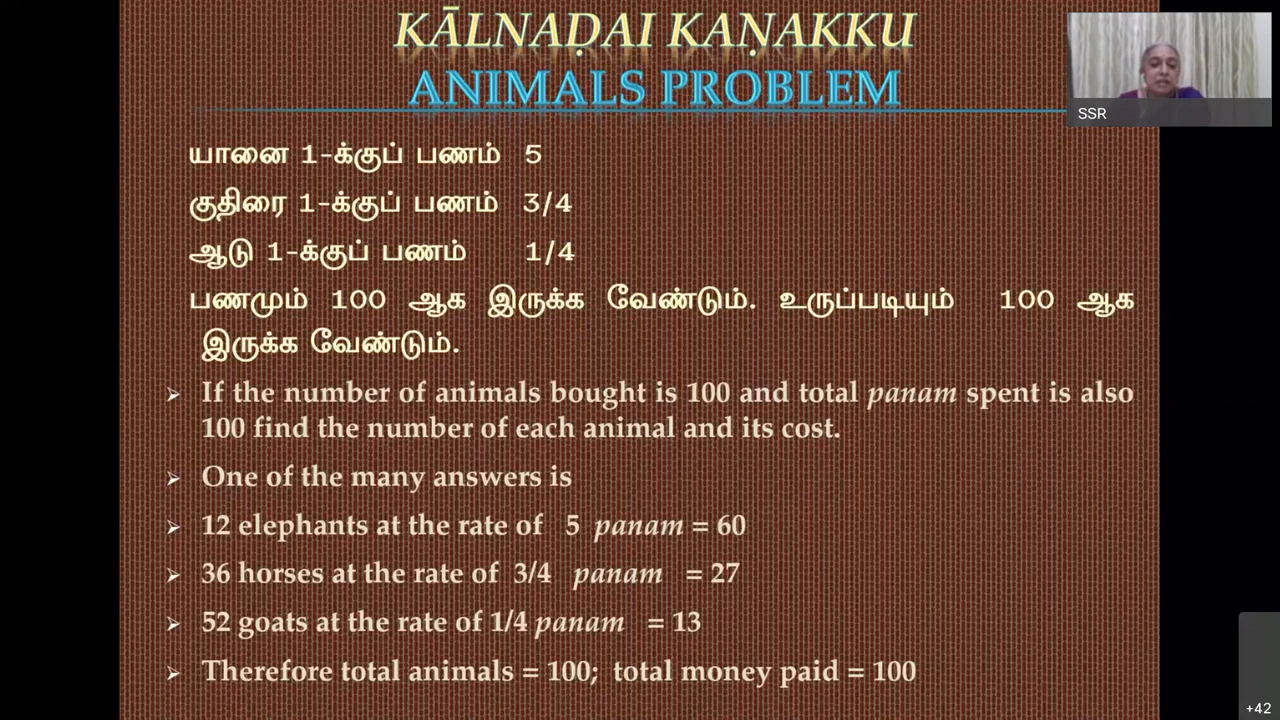 KĀLNAḌAI KAṆAKKU
ANIMALS PROBLEM
SSR
யானை 1-க்குப் பணம் 5
குதிரை 1-க்குப் பணம் 3/4
ஆடு 1-க்குப் பணம் 1/4
பணமும் 100 ஆக இருக்க வேண்டும். உருப்படியும் 100 ஆக
இருக்க வேண்டும்.
➢ If the number of animals bought is 100 and total panam spent is also
100 find the number of each animal and its cost.
➢ One of the many answers is
➢ 12 elephants at the rate of 5 panam = 60
➢ 36 horses at the rate of 3/4 panam = 27
➢ 52 goats at the rate of 1/4 panam = 13
➢ Therefore total animals = 100; total money paid = 100
+42